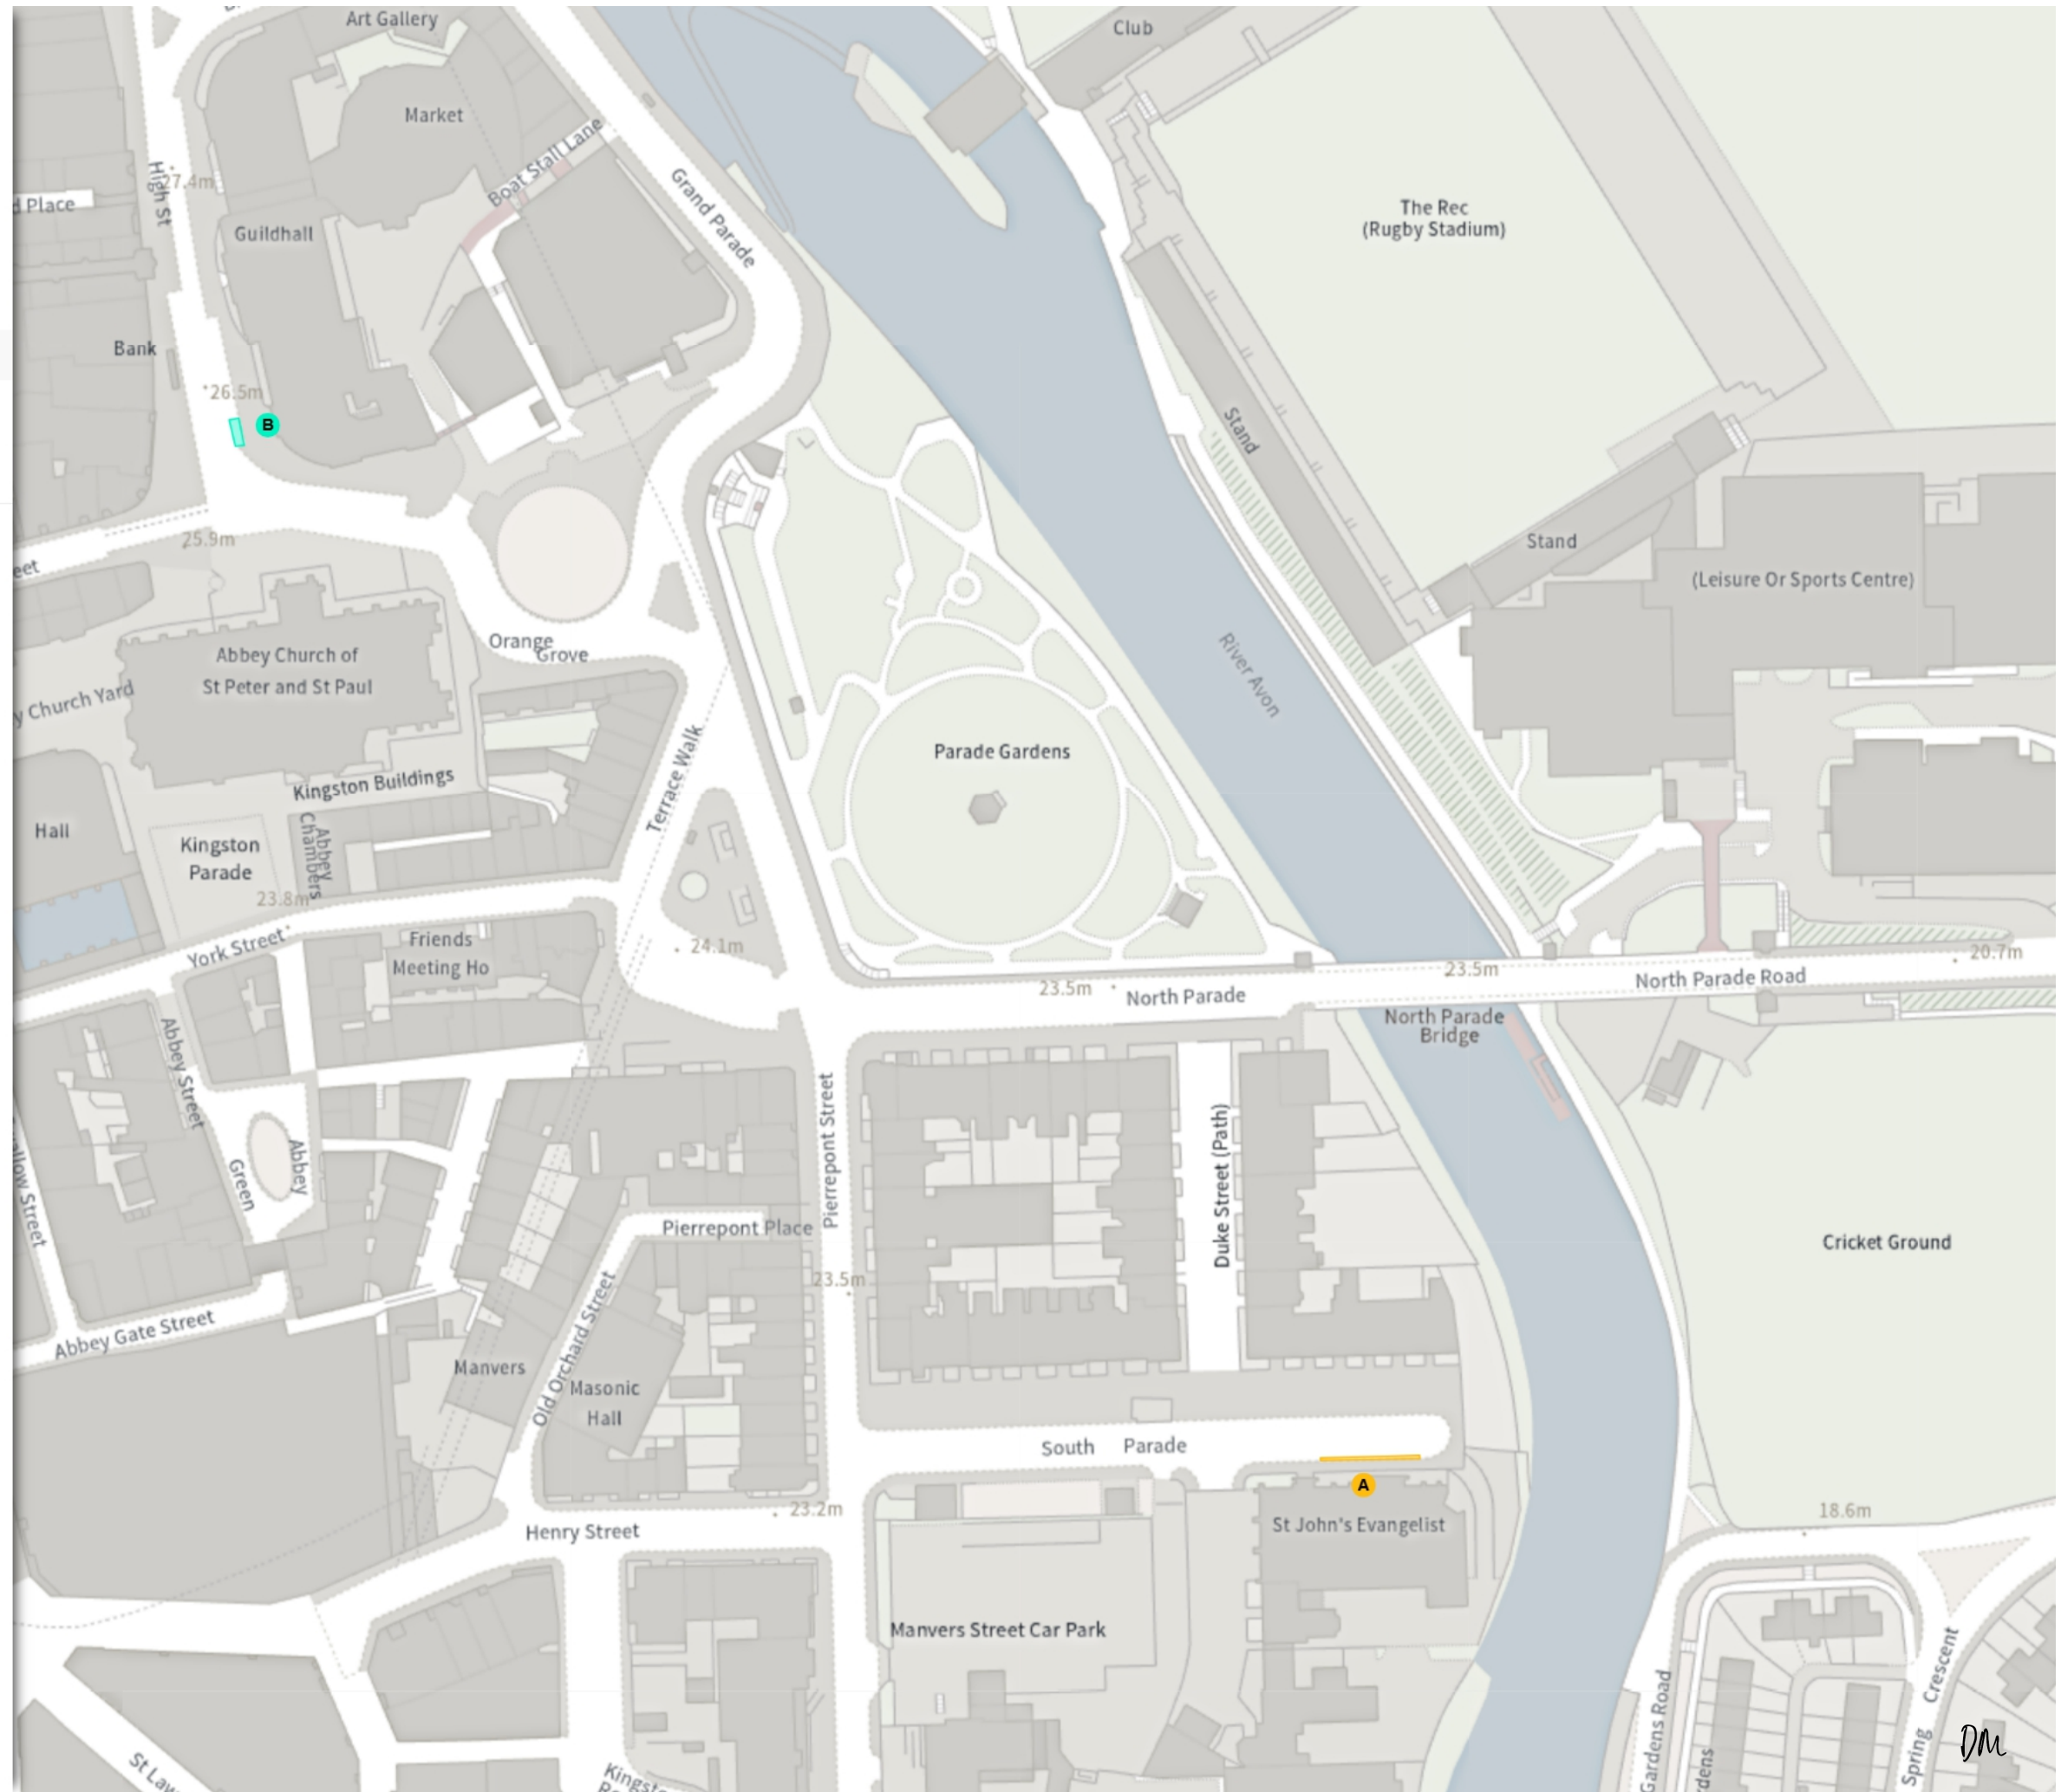 Art Gallery
Club
Market
Boat Stall Lane
High St
27.4m
d Place
Grand Parade
The Rec
(Rugby Stadium)
Guildhall
Bank
26.5m
B
Stand
Stand
25.9m
eet
(Leisure Or Sports Centre)
Orange
Grove
River Avon
Abbey Church of
St Peter and St Paul
y Church Yard
Terrace Walk
Parade Gardens
Kingston Buildings
Hall
Kingston
Parade
Abbey
Chambers
23.8m
York Street
Friends
Meeting Ho
24.1m
23.5m
North Parade
23.5m
North Parade Road
20.7m
North Parade
Bridge
Abbey Street
Abbey
Green
Pierrepont Street
Duke Street (Path)
Pierrepont Place
Cricket Ground
23.5m
Abbey Gate Street
Old Orchard Street
Manvers
Masonic
Hall
South Parade
A
23.2m
Henry Street
St John's Evangelist
18.6m
Manvers Street Car Park
Gardens Road
rdens
Spring Crescent
St Law
Kingst
DM